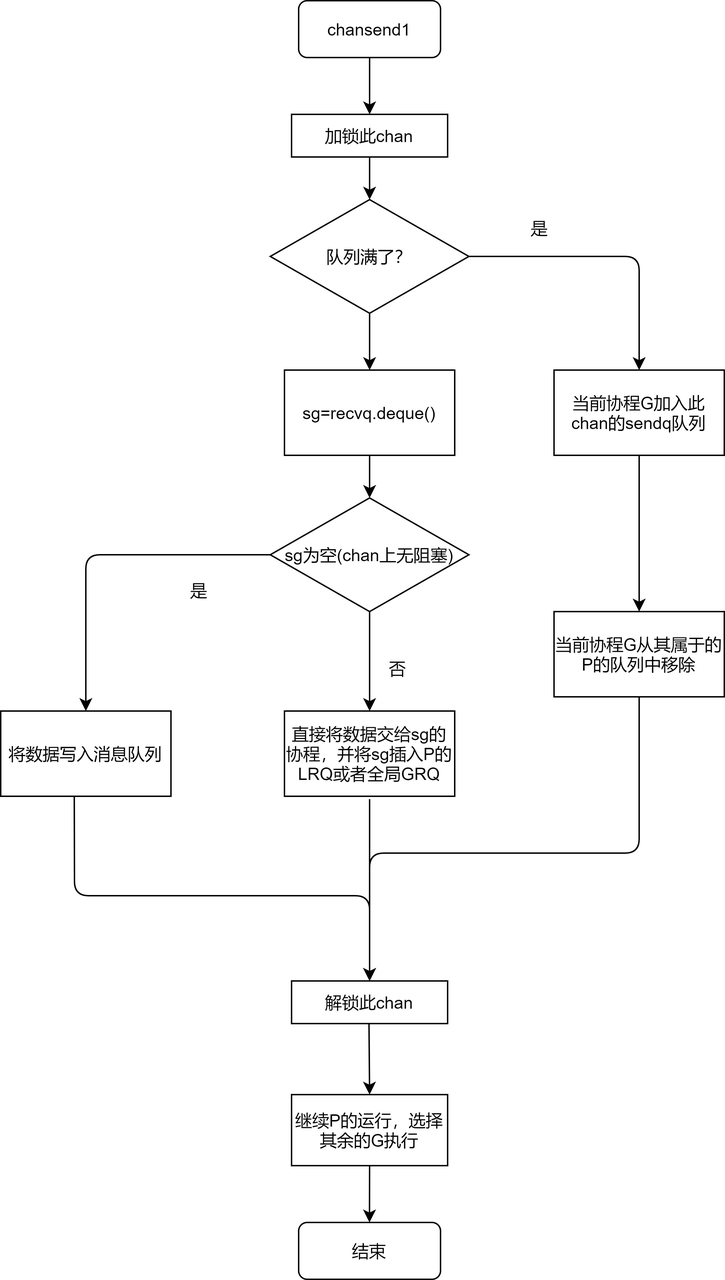 chansend1
加锁此chan
队列满了?
是
sg=recvq.deque()
当前协程G加入此
chan的sendq队列
sg为空(chan上无阻塞)
是
否
当前协程G从其属于的
P的队列中移除
将数据写入消息队列
直接将数据交给sg的
协程，并将sg插入P的
LRQ或者全局GRQ
解锁此chan
继续P的运行，选择
其余的G执行
结束